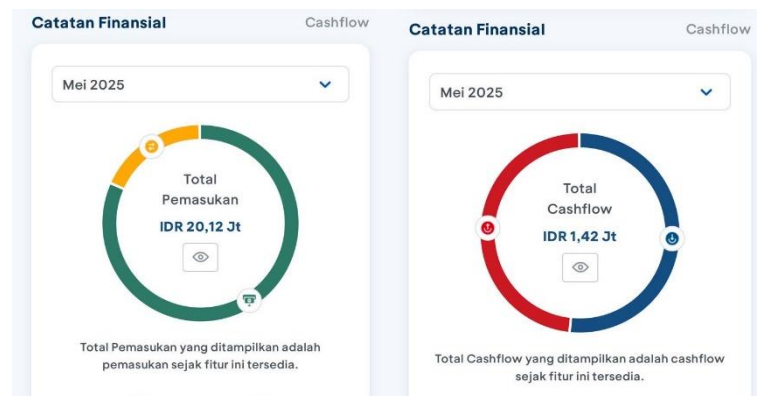 Catatan Finansial
Cashflow
Mei 2025
Total
Pemasukan
IDR 20,12 Jt
Total Pemasukan yang ditampilkan adalah
pemasukan sejak fitur ini tersedia.
Catatan Finansial
Cashflow
Mei 2025
Total
Cashflow
IDR 1,42 Jt
Total Cashflow yang ditampilkan adalah cashflow
sejak fitur ini tersedia.